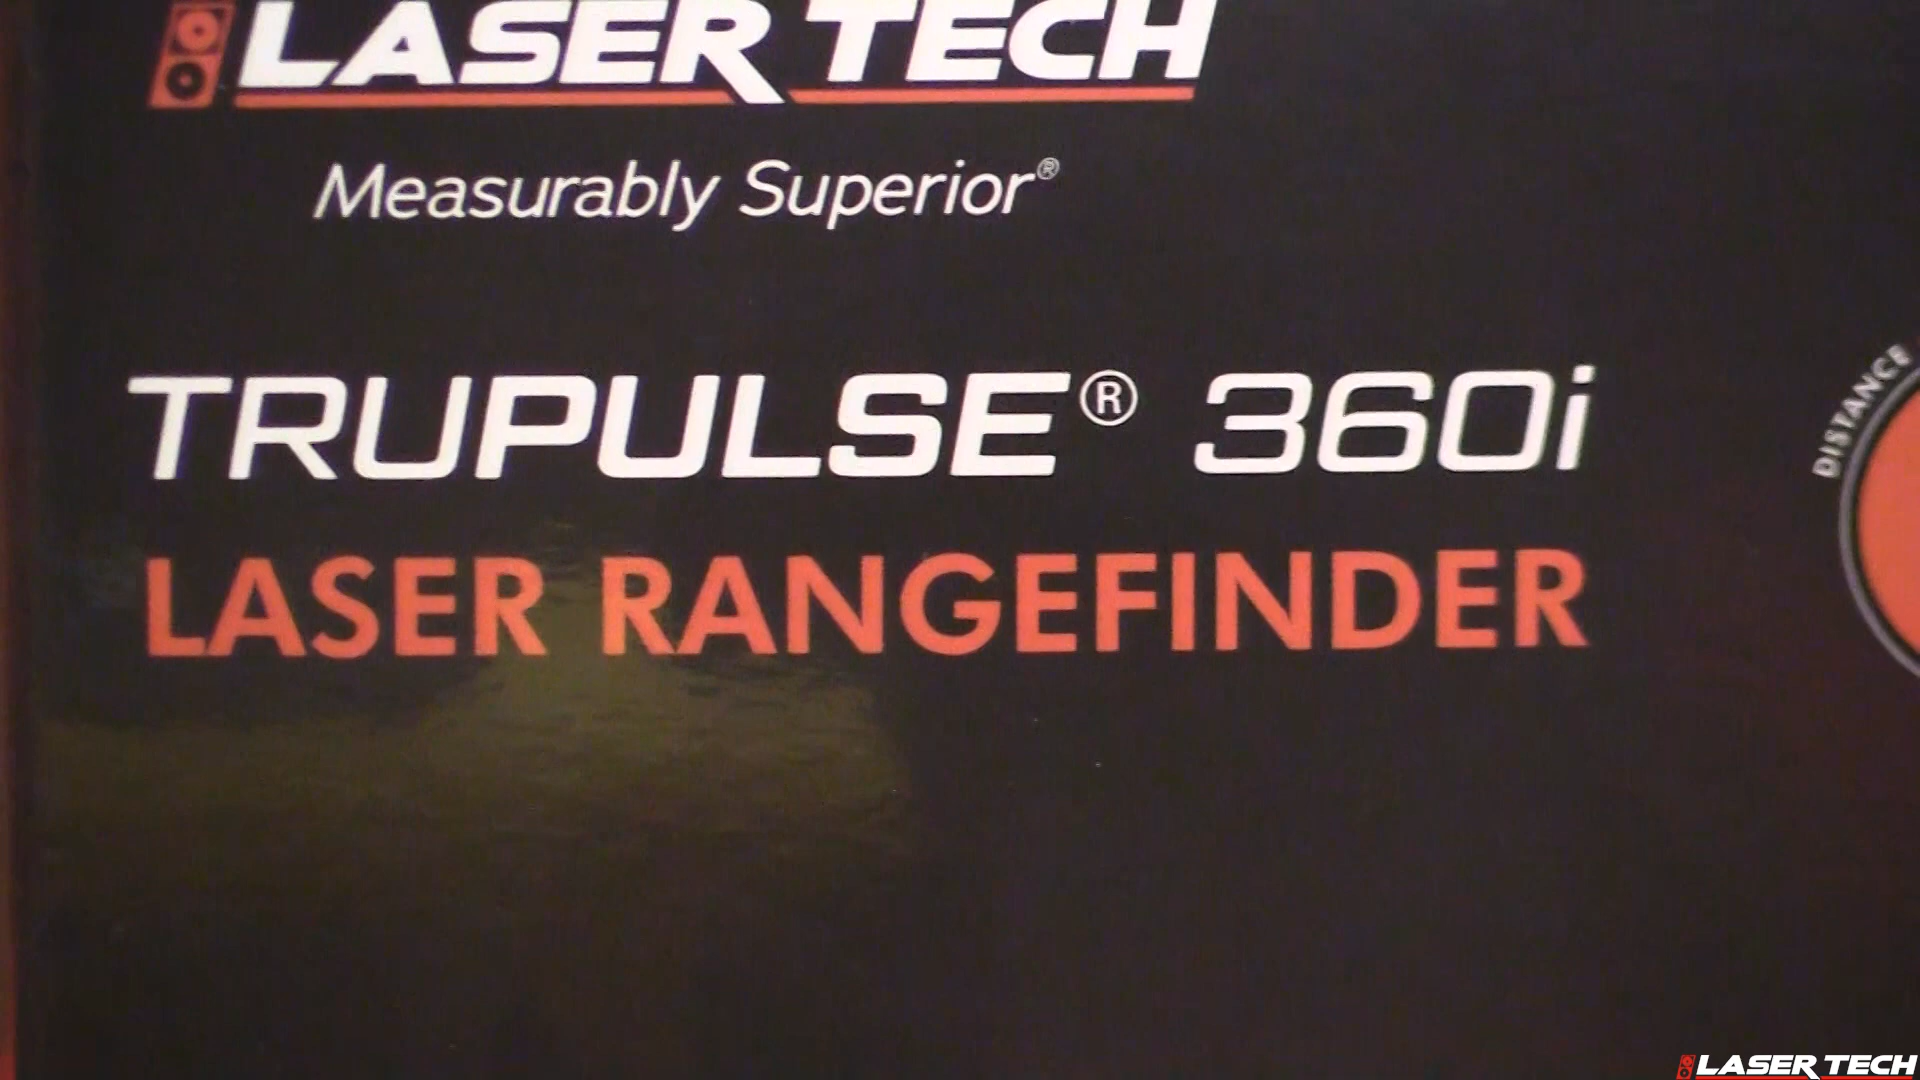 LASER TECH
Measurably Superior®
TRUPULSE® 360i
LASER RANGEFINDER
DISTANCE
LASER TECH